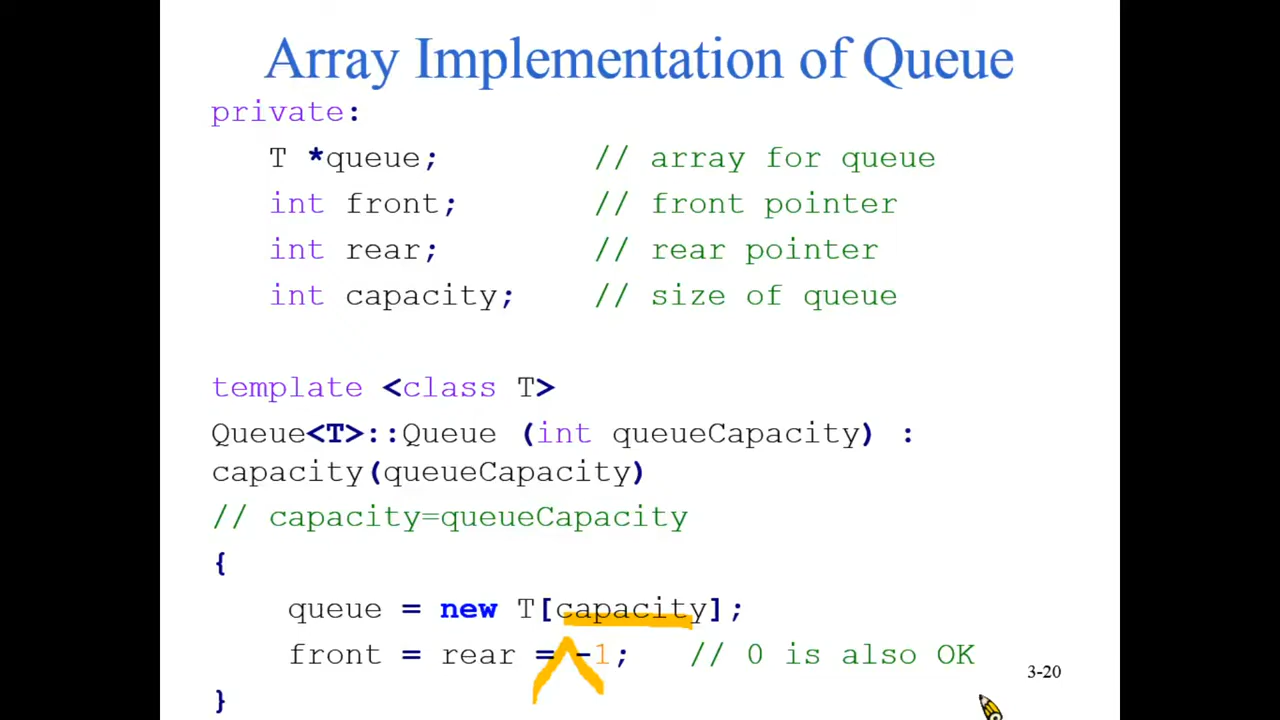 Array Implementation of Queue
private:
T *queue; // array for queue
int front; // front pointer
int rear; // rear pointer
int capacity; // size of queue
template <class T>
Queue<T>::Queue (int queueCapacity) :
capacity(queueCapacity)
// capacity=queueCapacity
{
queue = new T[capacity];
front = rear = -1; // 0 is also OK
3-20
}